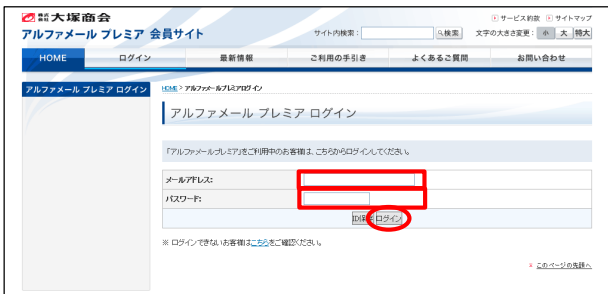 株式会社 大塚商会
サービス約款 サイトマップ
アルファメール プレミア 会員サイト
サイト内検索： 検索 文字の大きさ変更： 小 大 特大
HOME ログイン 最新情報 ご利用の手引き よくあるご質問 お問い合わせ
アルファメール プレミア ログイン
HOME > アルファメールプレミアログイン
アルファメール プレミア ログイン
「アルファメールプレミア」をご利用中のお客様は、こちらからログインしてください。
メールアドレス:
パスワード:
ID保 ログイン
※ ログインできないお客様はこちらをご確認ください。
このページの先頭へ